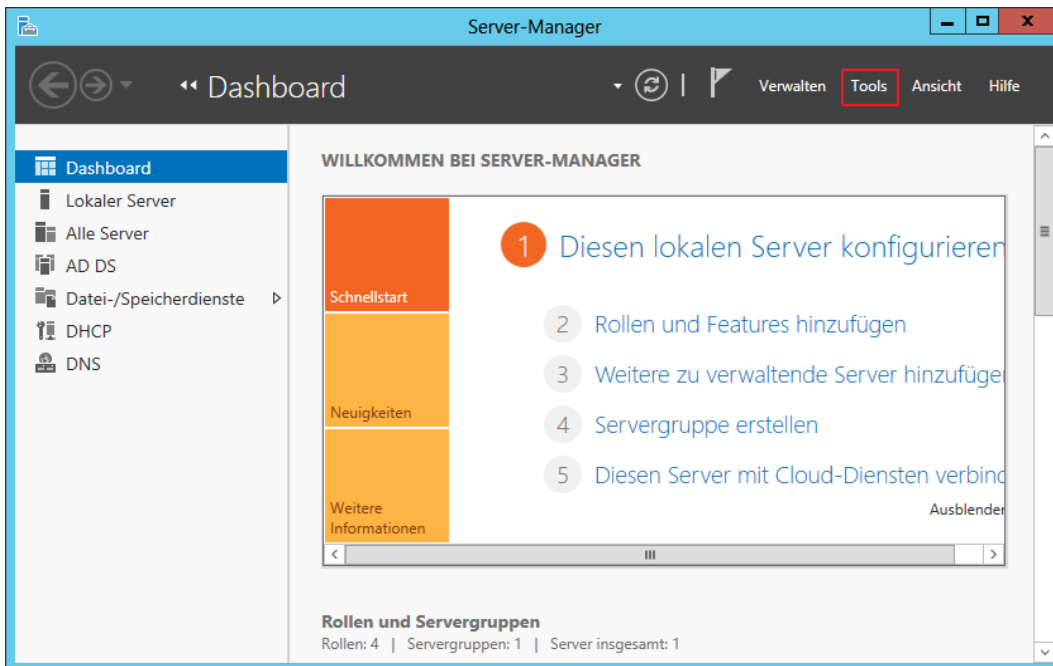 Server-Manager
Dashboard
Verwalten
Tools
Ansicht
Hilfe
Dashboard
Lokaler Server
Alle Server
AD DS
Datei-/Speicherdienste
DHCP
DNS
WILLKOMMEN BEI SERVER-MANAGER
Schnellstart
Neuigkeiten
Weitere
Informationen
1 Diesen lokalen Server konfigurieren
2 Rollen und Features hinzufügen
3 Weitere zu verwaltende Server hinzufüge
4 Servergruppe erstellen
5 Diesen Server mit Cloud-Diensten verbind
Ausblenden
Rollen und Servergruppen
Rollen: 4 | Servergruppen: 1 | Server insgesamt: 1